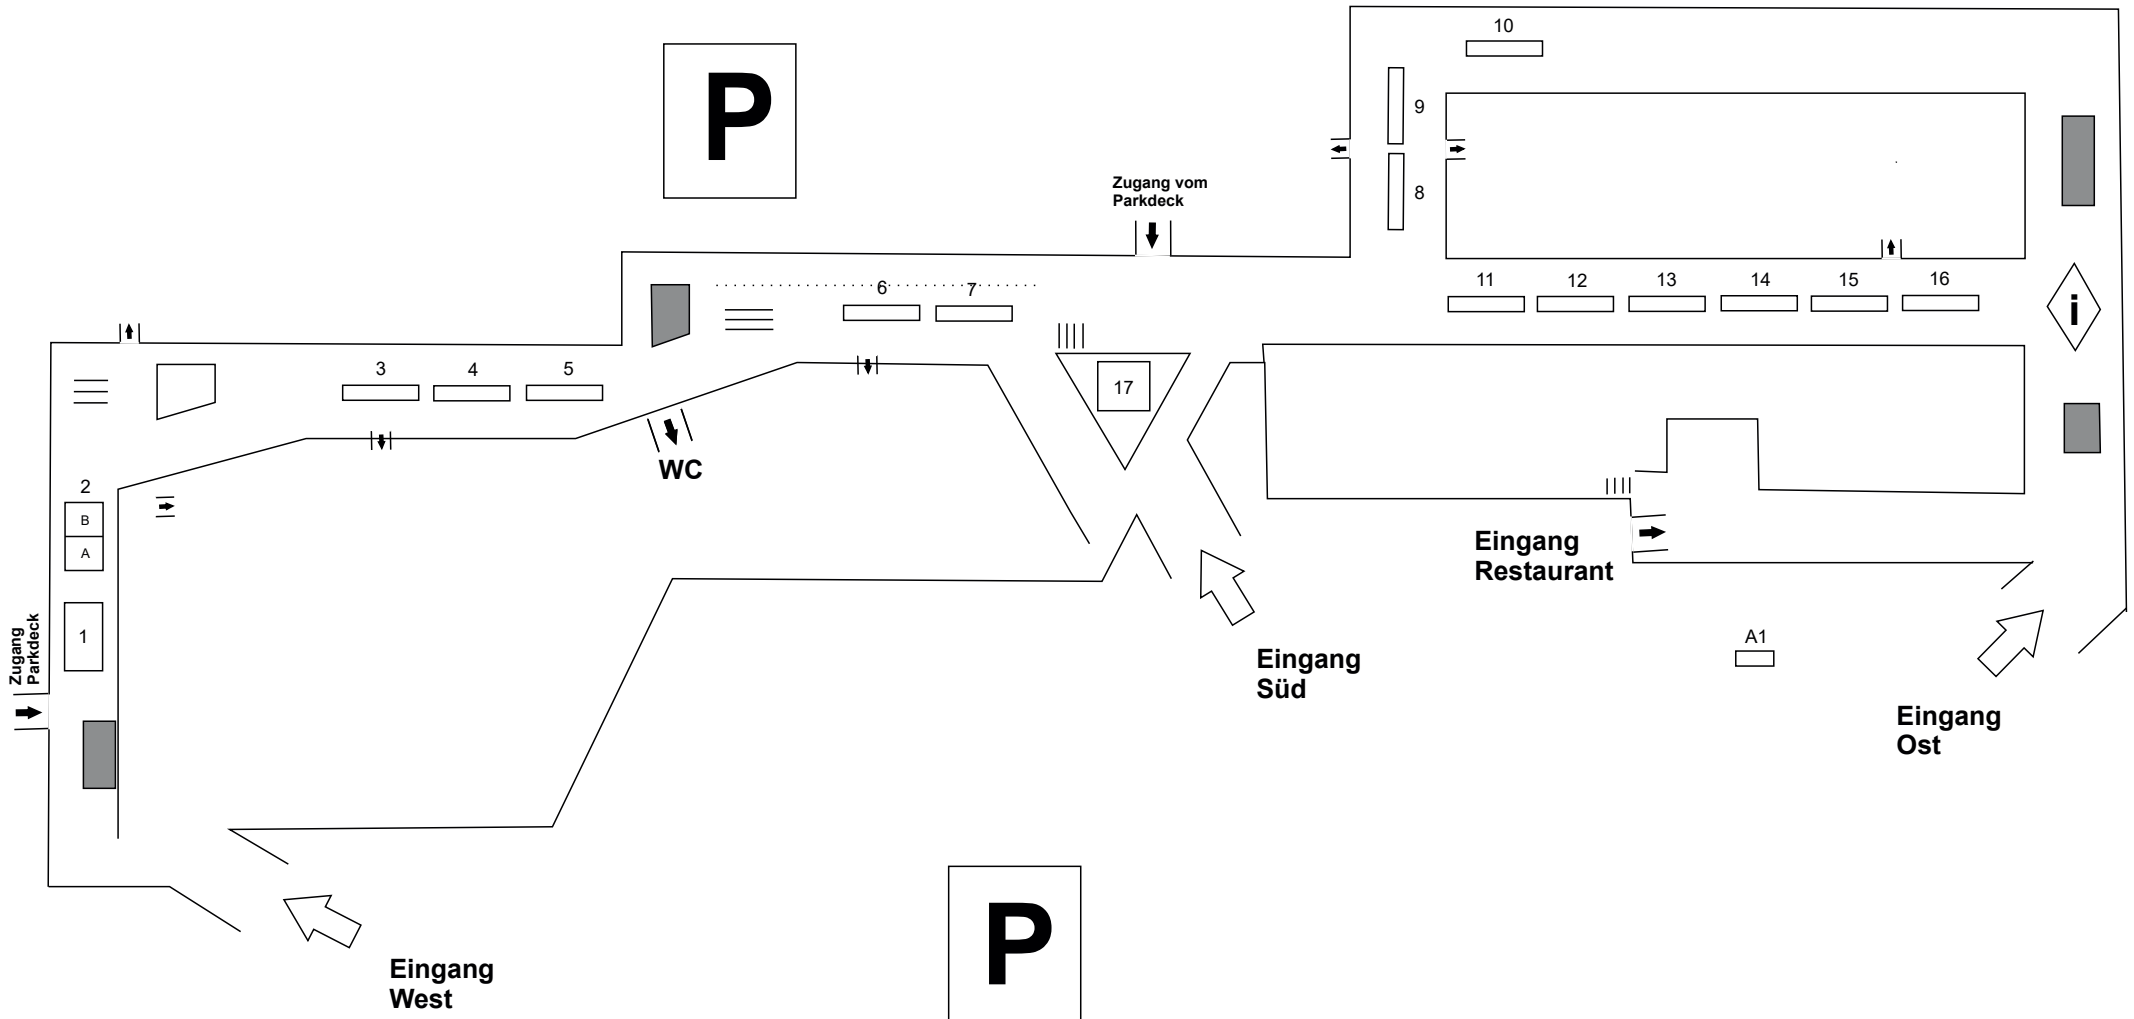 10
P
9
Zugang vom
Parkdeck
8
6
7
11
12
13
14
15
16
i
3
4
5
17
WC
2
B
A
Eingang
Restaurant
1
Zugang
Parkdeck
A1
Eingang
Süd
Eingang
Ost
P
Eingang
West